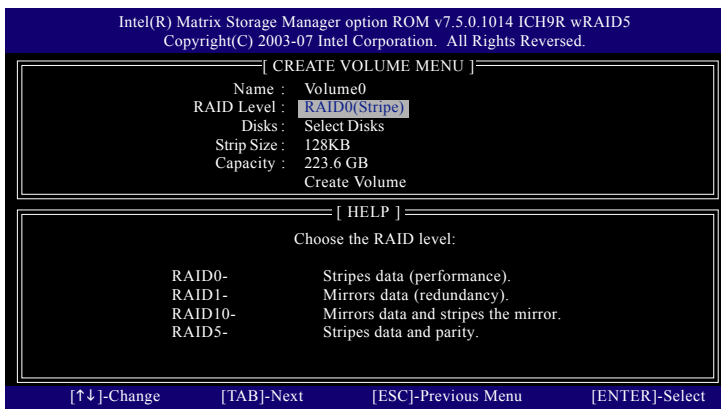 Intel(R) Matrix Storage Manager option ROM v7.5.0.1014 ICH9R wRAID5
Copyright(C) 2003-07 Intel Corporation. All Rights Reversed.
[ CREATE VOLUME MENU ]
Name : Volume0
RAID Level : RAID0(Stripe)
Disks : Select Disks
Strip Size : 128KB
Capacity : 223.6 GB
Create Volume
[ HELP ]
Choose the RAID level:
RAID0- Stripes data (performance).
RAID1- Mirrors data (redundancy).
RAID10- Mirrors data and stripes the mirror.
RAID5- Stripes data and parity.
[↑↓]-Change [TAB]-Next [ESC]-Previous Menu [ENTER]-Select